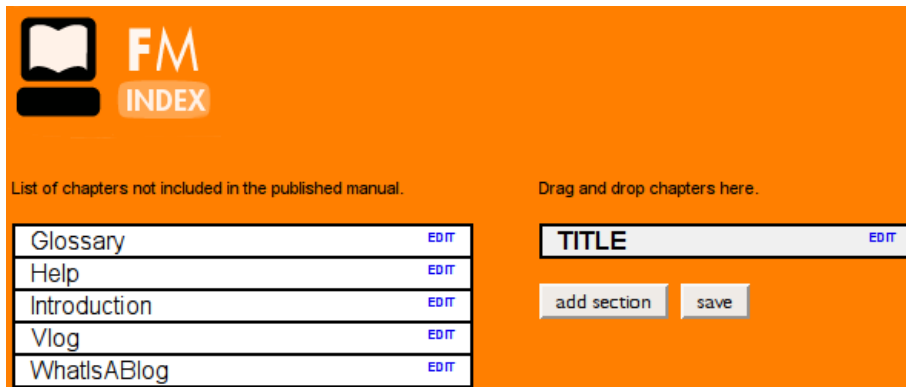 FM
INDEX
List of chapters not included in the published manual.
Glossary EDIT
Help EDIT
Introduction EDIT
Vlog EDIT
WhatIsABlog EDIT
Drag and drop chapters here.
TITLE EDIT
add section save